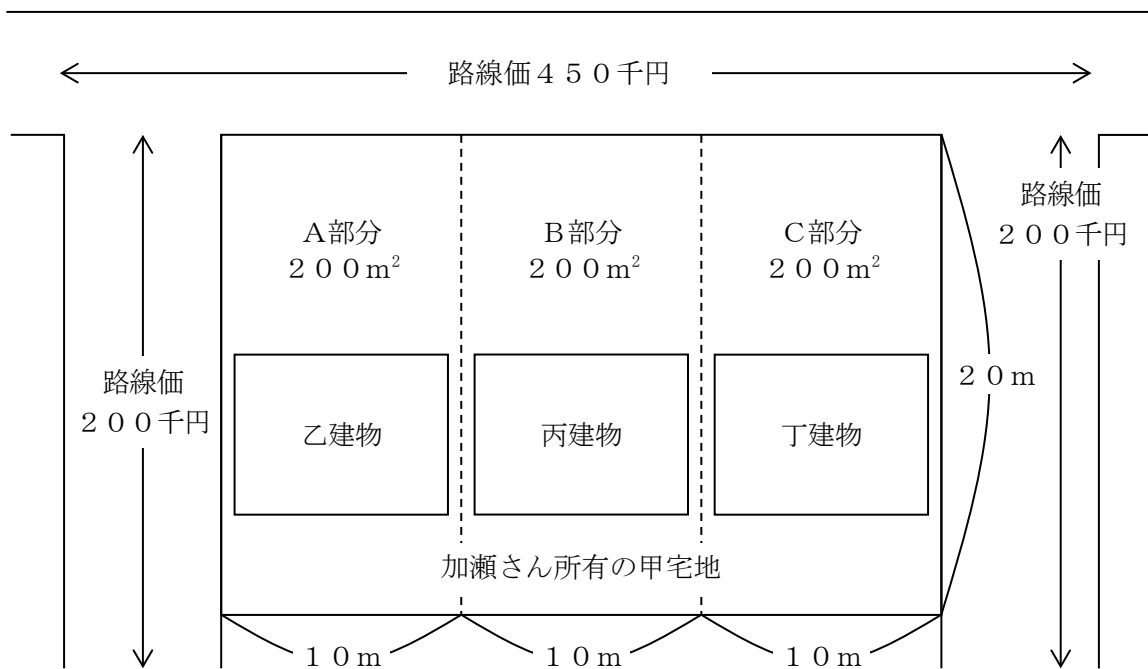 路線価４５０千円
Ａ部分
２００m²
Ｂ部分
２００m²
Ｃ部分
２００m²
路線価
２００千円
路線価
２００千円
２０m
乙建物
丙建物
丁建物
加瀬さん所有の甲宅地
１０m
１０m
１０m